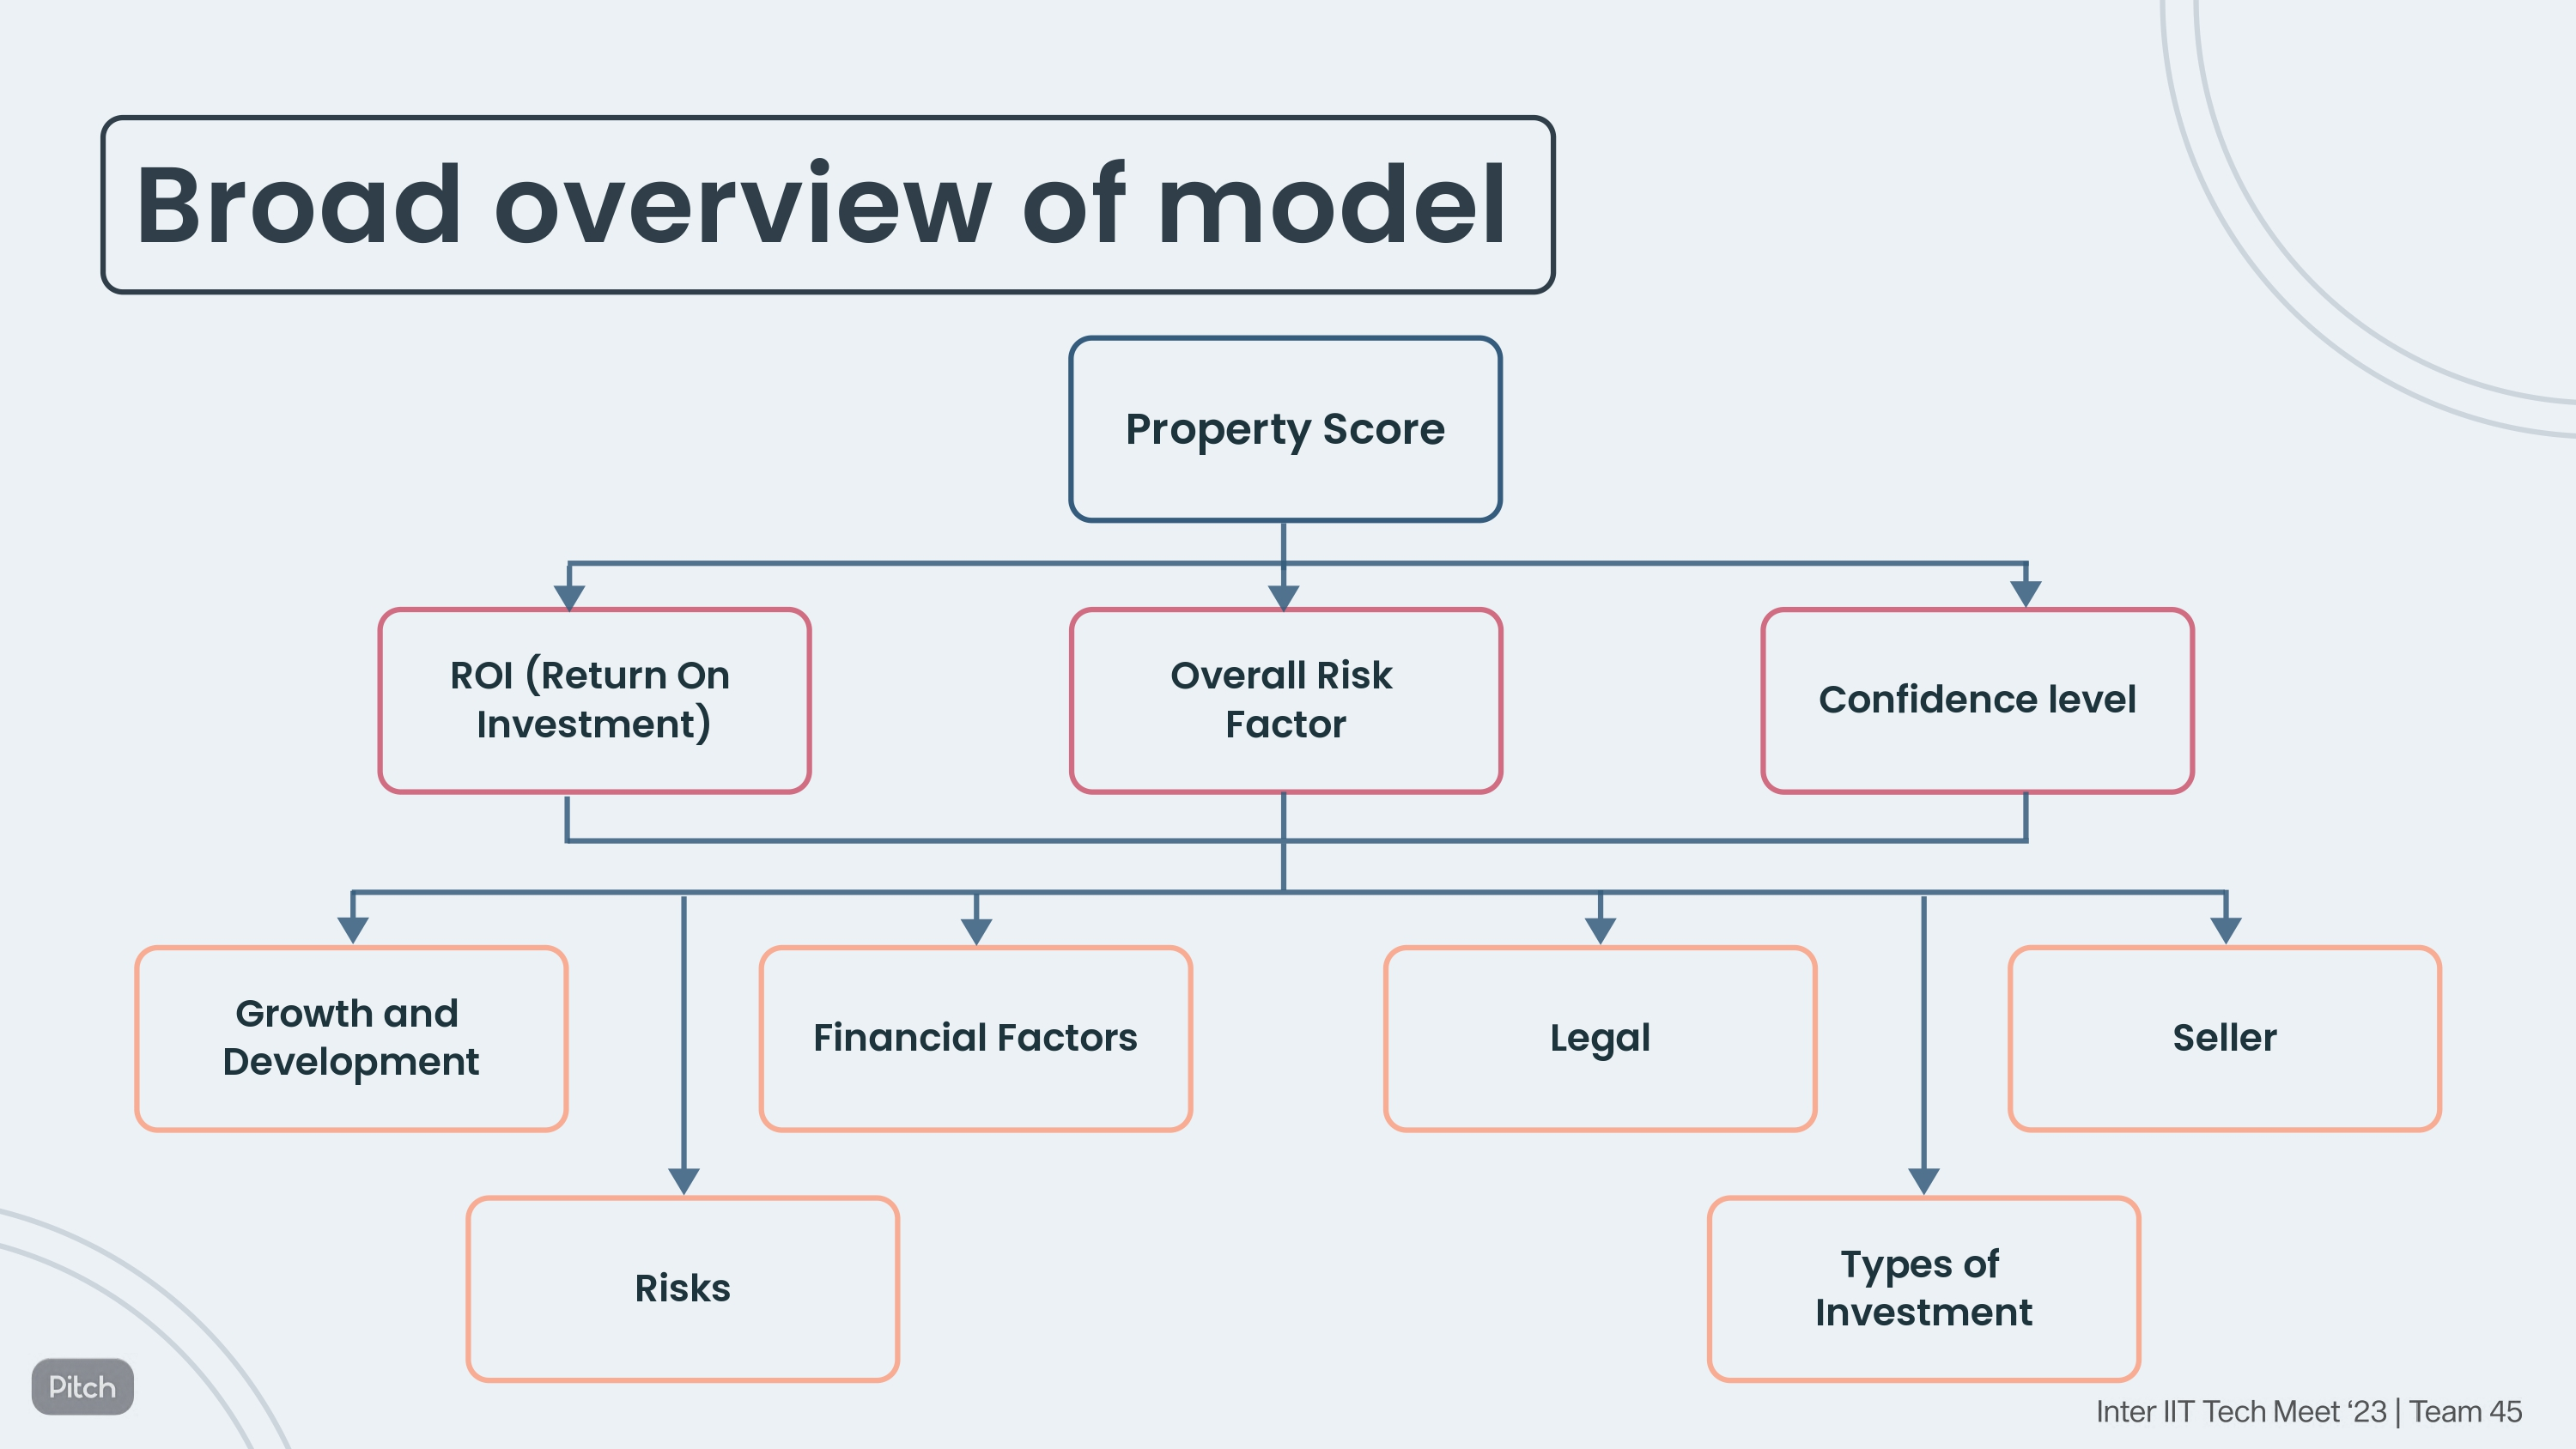 Broad overview of model
Property Score
ROI (Return On
Investment)
Overall Risk
Factor
Confidence level
Growth and
Development
Financial Factors
Legal
Seller
Risks
Types of
Investment
Pitch
Inter IIT Tech Meet ‘23 | Team 45